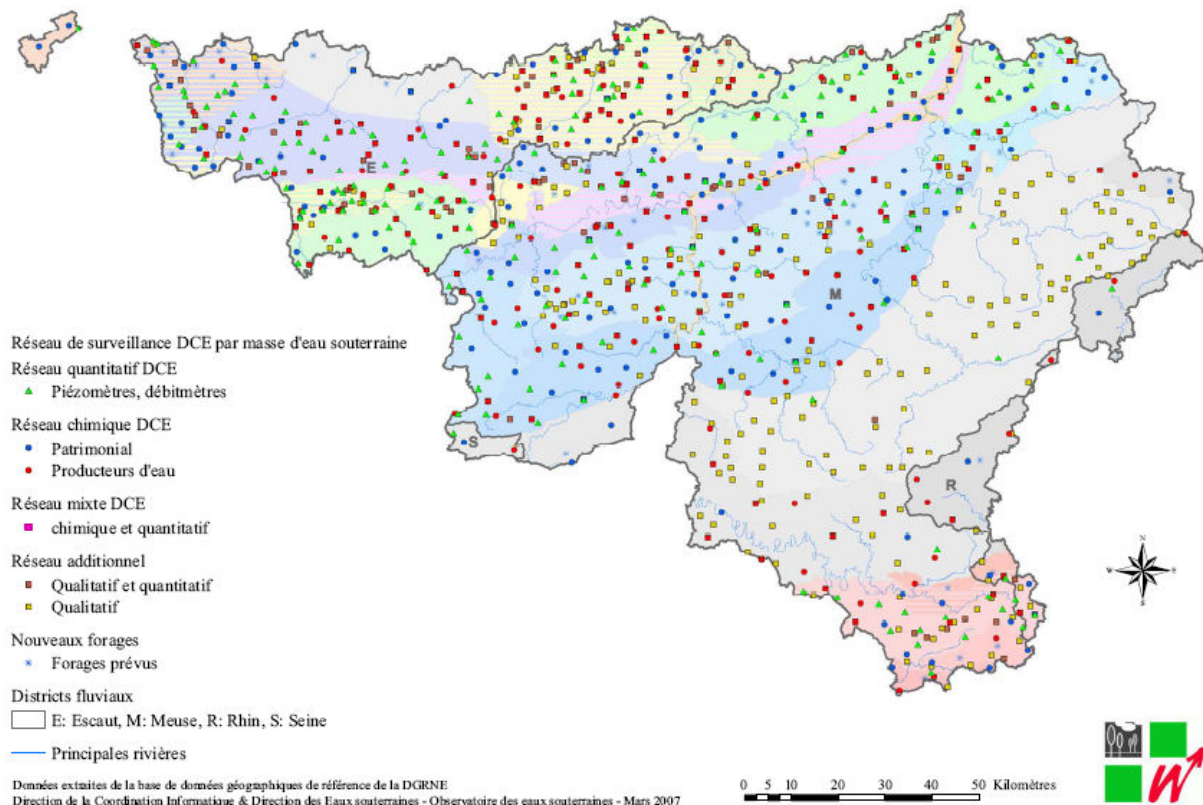 E
M
S
R
Réseau de surveillance DCE par masse d'eau souterraine
Réseau quantitatif DCE
Piézomètres, débitmètres
Réseau chimique DCE
Patrimonial
Producteurs d'eau
Réseau mixte DCE
chimique et quantitatif
Réseau additionnel
Qualitatif et quantitatif
Qualitatif
Nouveaux forages
Forages prévus
Districts fluviaux
E: Escaut, M: Meuse, R: Rhin, S: Seine
Principales rivières
N
W E
S
Données extraites de la base de données géographiques de référence de la DGRNE
Direction de la Coordination Informatique & Direction des Eaux souterraines - Observatoire des eaux souterraines - Mars 2007
0 5 10 20 30 40 50 Kilomètres
W